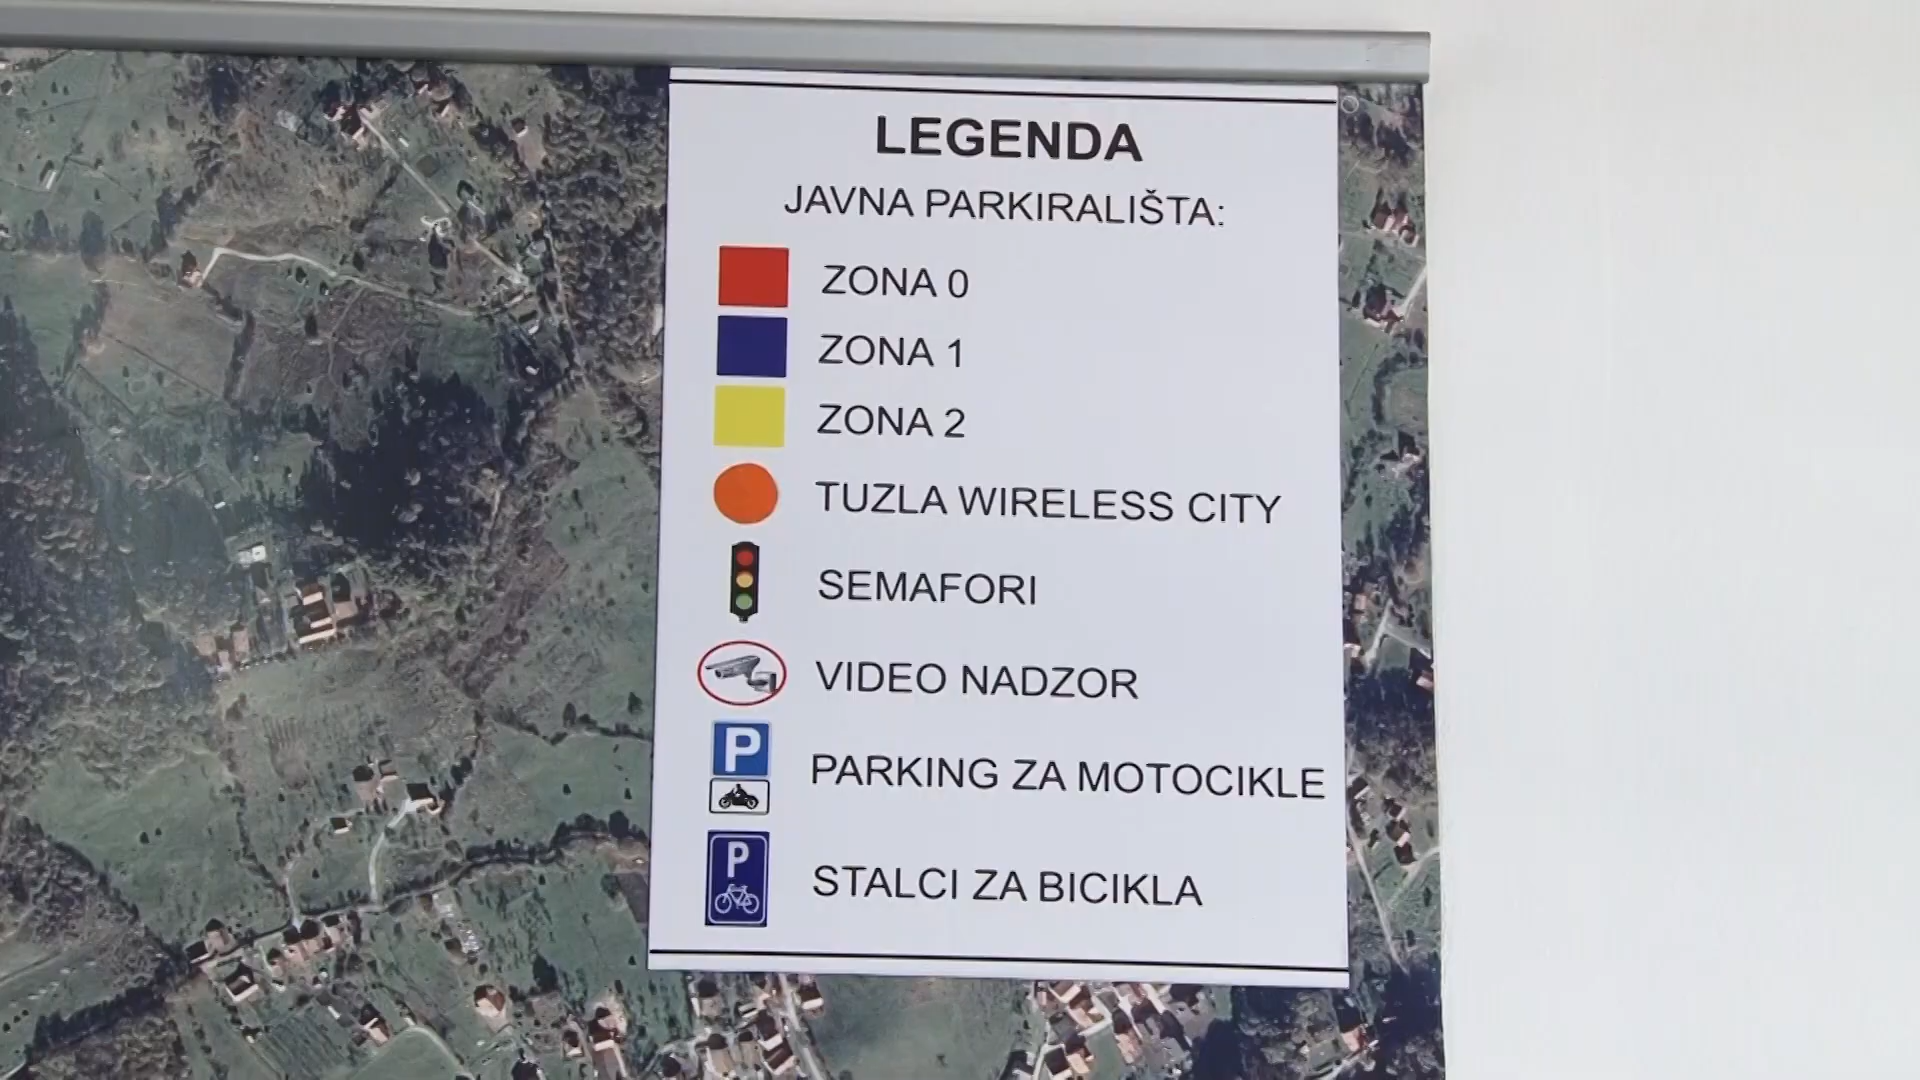 LEGENDA
JAVNA PARKIRALIŠTA:
ZONA 0
ZONA 1
ZONA 2
TUZLA WIRELESS CITY
SEMAFORI
VIDEO NADZOR
P
PARKING ZA MOTOCIKLE
P
STALCI ZA BICIKLA